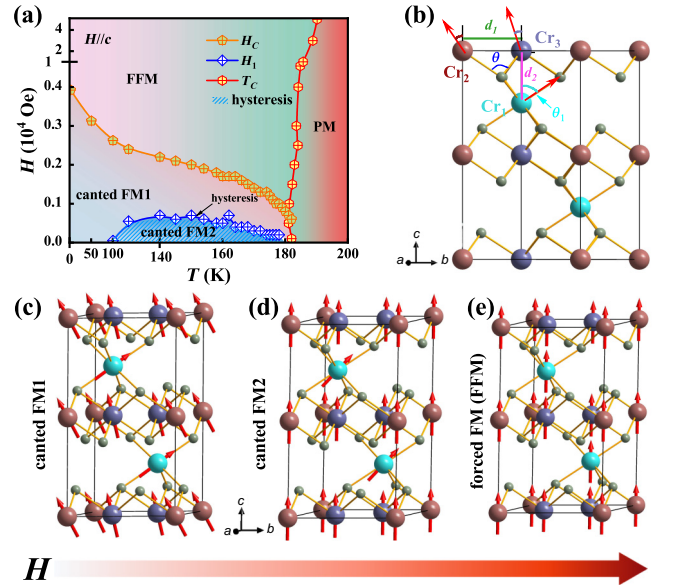 (a)
H//c
FFM
H_C
H_1
T_C
hysteresis
PM
canted FM1
hysteresis
canted FM2
H (10^4 Oe)
4
2
1
0.4
0.3
0.2
0.1
0.0
0 50 100 140 160 180 200
T (K)
(b)
d_1
Cr_3
Cr_2
θ
d_2
Cr_1
θ_1
c
a b
(c)
canted FM1
(d)
canted FM2
(e)
forced FM (FFM)
c
a b
H